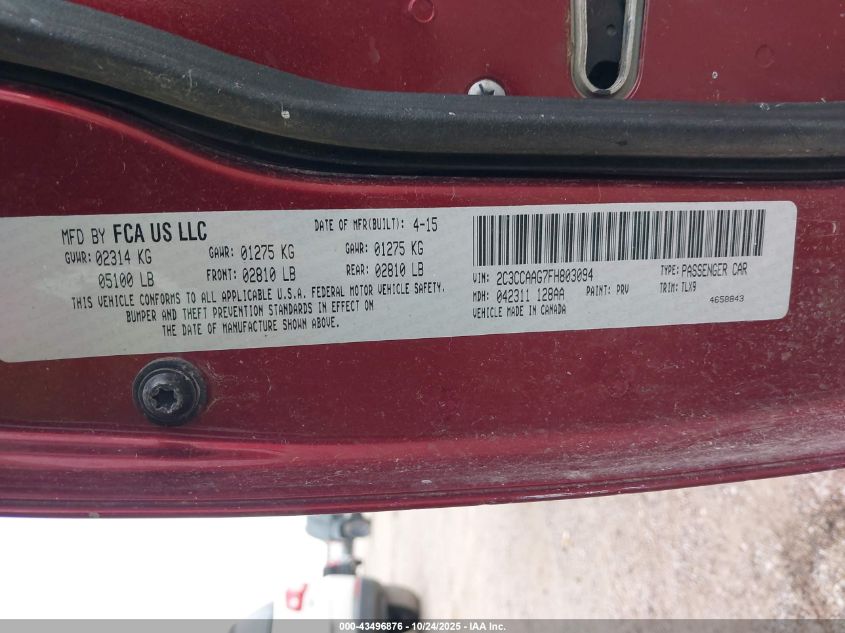 MFD BY FCA US LLC
DATE OF MFR(BUILT): 4-15
GVWR: 02314 KG GAWR: 01275 KG GAWR: 01275 KG
05100 LB FRONT: 02810 LB REAR: 02810 LB
THIS VEHICLE CONFORMS TO ALL APPLICABLE U.S.A. FEDERAL MOTOR VEHICLE SAFETY.
BUMPER AND THEFT PREVENTION STANDARDS IN EFFECT ON
THE DATE OF MANUFACTURE SHOWN ABOVE.
VIN: 2C3CCAAG7FH803094 TYPE: PASSENGER CAR
MDH: 042311 128AA PAINT: PRV TRIM: TLX9
VEHICLE MADE IN CANADA 4658843
000-43496876 • 10/24/2025 • IAA Inc.